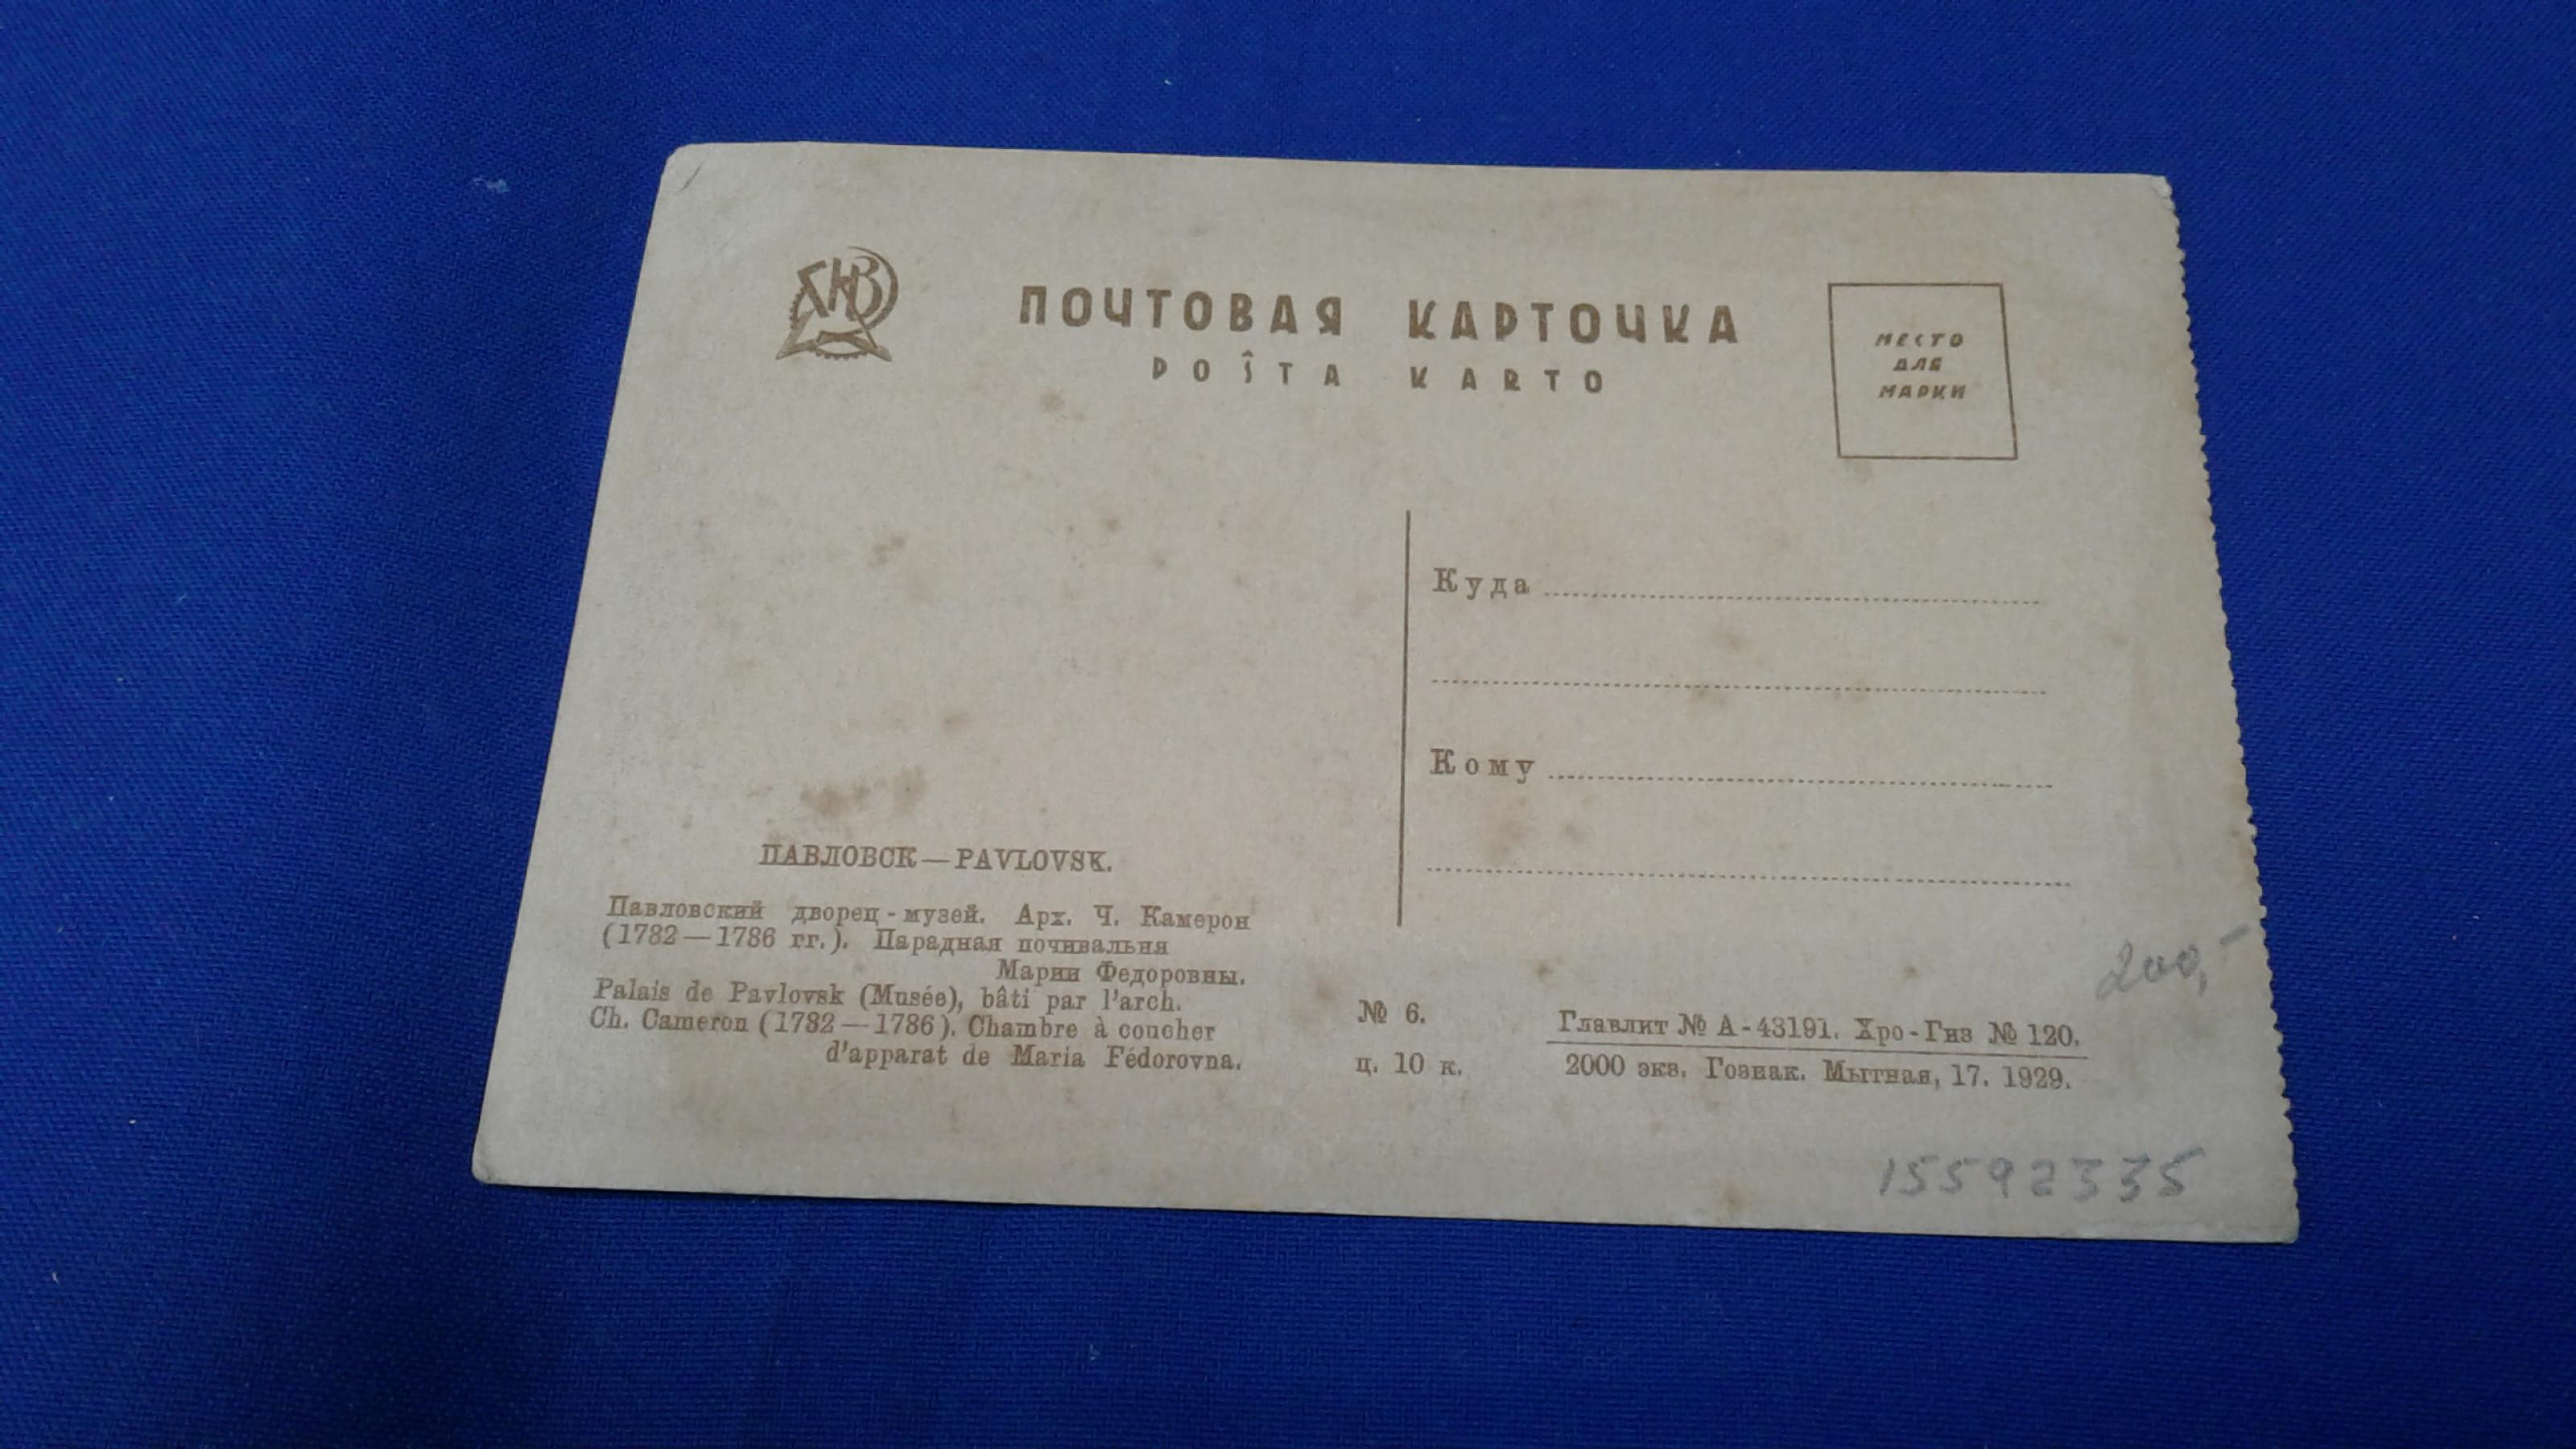 ПОЧТОВАЯ КАРТОЧКА
POŜTA KARTO
МЕСТО
ДЛЯ
МАРКИ
Куда
Кому
ПАВЛОВСК — PAVLOVSK.
Павловский дворец - музей. Арх. Ч. Камерон
(1782 — 1786 гг.). Парадная почивальня
Марии Федоровны.
Palais de Pavlovsk (Musée), bâti par l'arch.
Ch. Cameron (1782 — 1786). Chambre à coucher
d'apparat de Maria Fédorovna.
№ 6.
ц. 10 к.
Главлит № А - 43191. Хро - Гиз № 120.
2000 экз. Гознак. Мытная, 17. 1929.
200,-
15592335